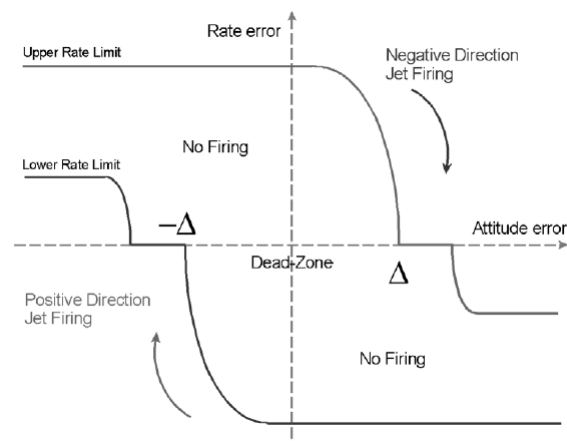 Rate error
Upper Rate Limit
Negative Direction
Jet Firing
No Firing
Lower Rate Limit
−Δ
Attitude error
Dead-Zone
Δ
Positive Direction
Jet Firing
No Firing